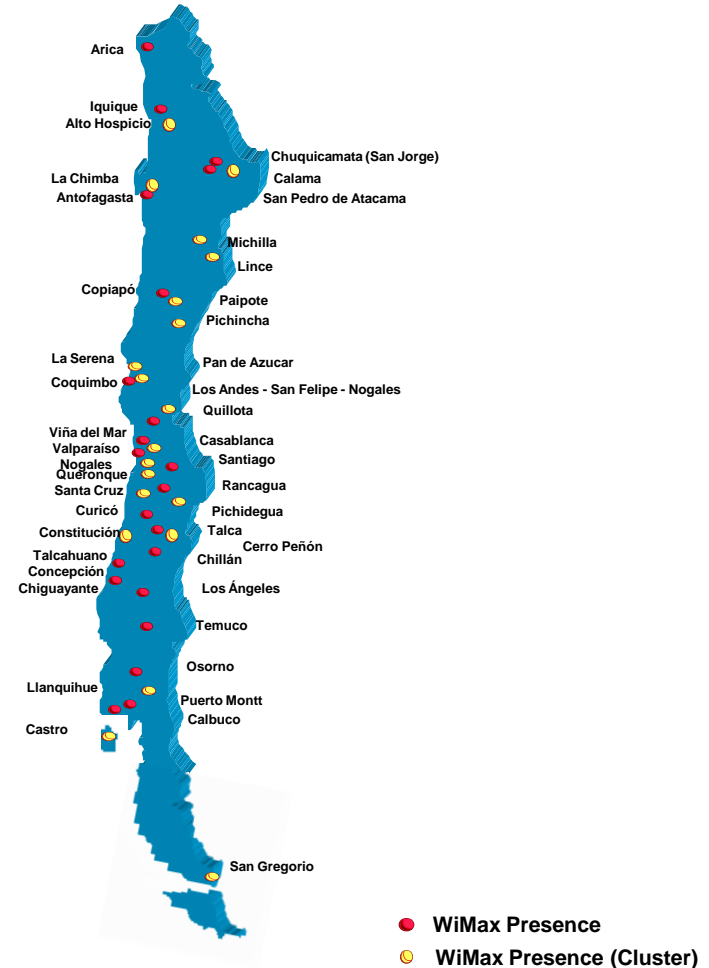 Arica
Iquique
Alto Hospicio
Chuquicamata (San Jorge)
La Chimba
Calama
Antofagasta
San Pedro de Atacama
Michilla
Lince
Copiapó
Paipote
Pichincha
La Serena
Pan de Azucar
Coquimbo
Los Andes - San Felipe - Nogales
Quillota
Viña del Mar
Casablanca
Valparaíso
Santiago
Nogales
Queronque
Rancagua
Santa Cruz
Curicó
Pichidegua
Constitución
Talca
Cerro Peñón
Talcahuano
Chillán
Concepción
Chiguayante
Los Ángeles
Temuco
Osorno
Llanquihue
Puerto Montt
Calbuco
Castro
San Gregorio
WiMax Presence
WiMax Presence (Cluster)